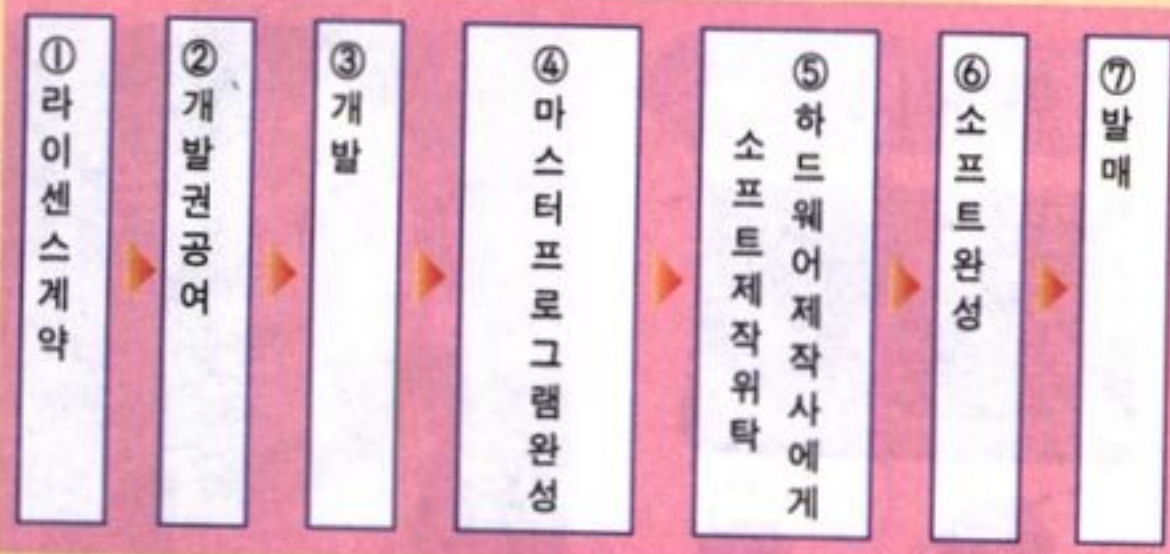 ①라이센스계약
②개발권공여
③개발
④마스터프로그램완성
⑤하드웨어제작사에게
소프트제작위탁
⑥소프트완성
⑦발매